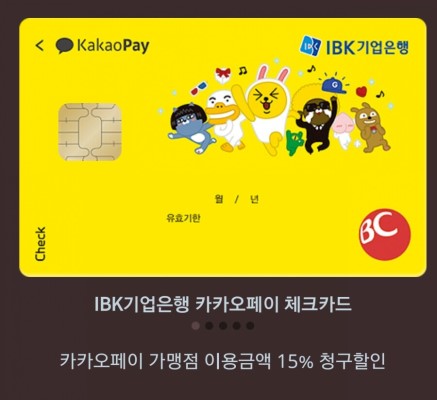 < KakaoPay
IBK기업은행
월 / 년
유효기한
Check
BC
IBK기업은행 카카오페이 체크카드
카카오페이 가맹점 이용금액 15% 청구할인